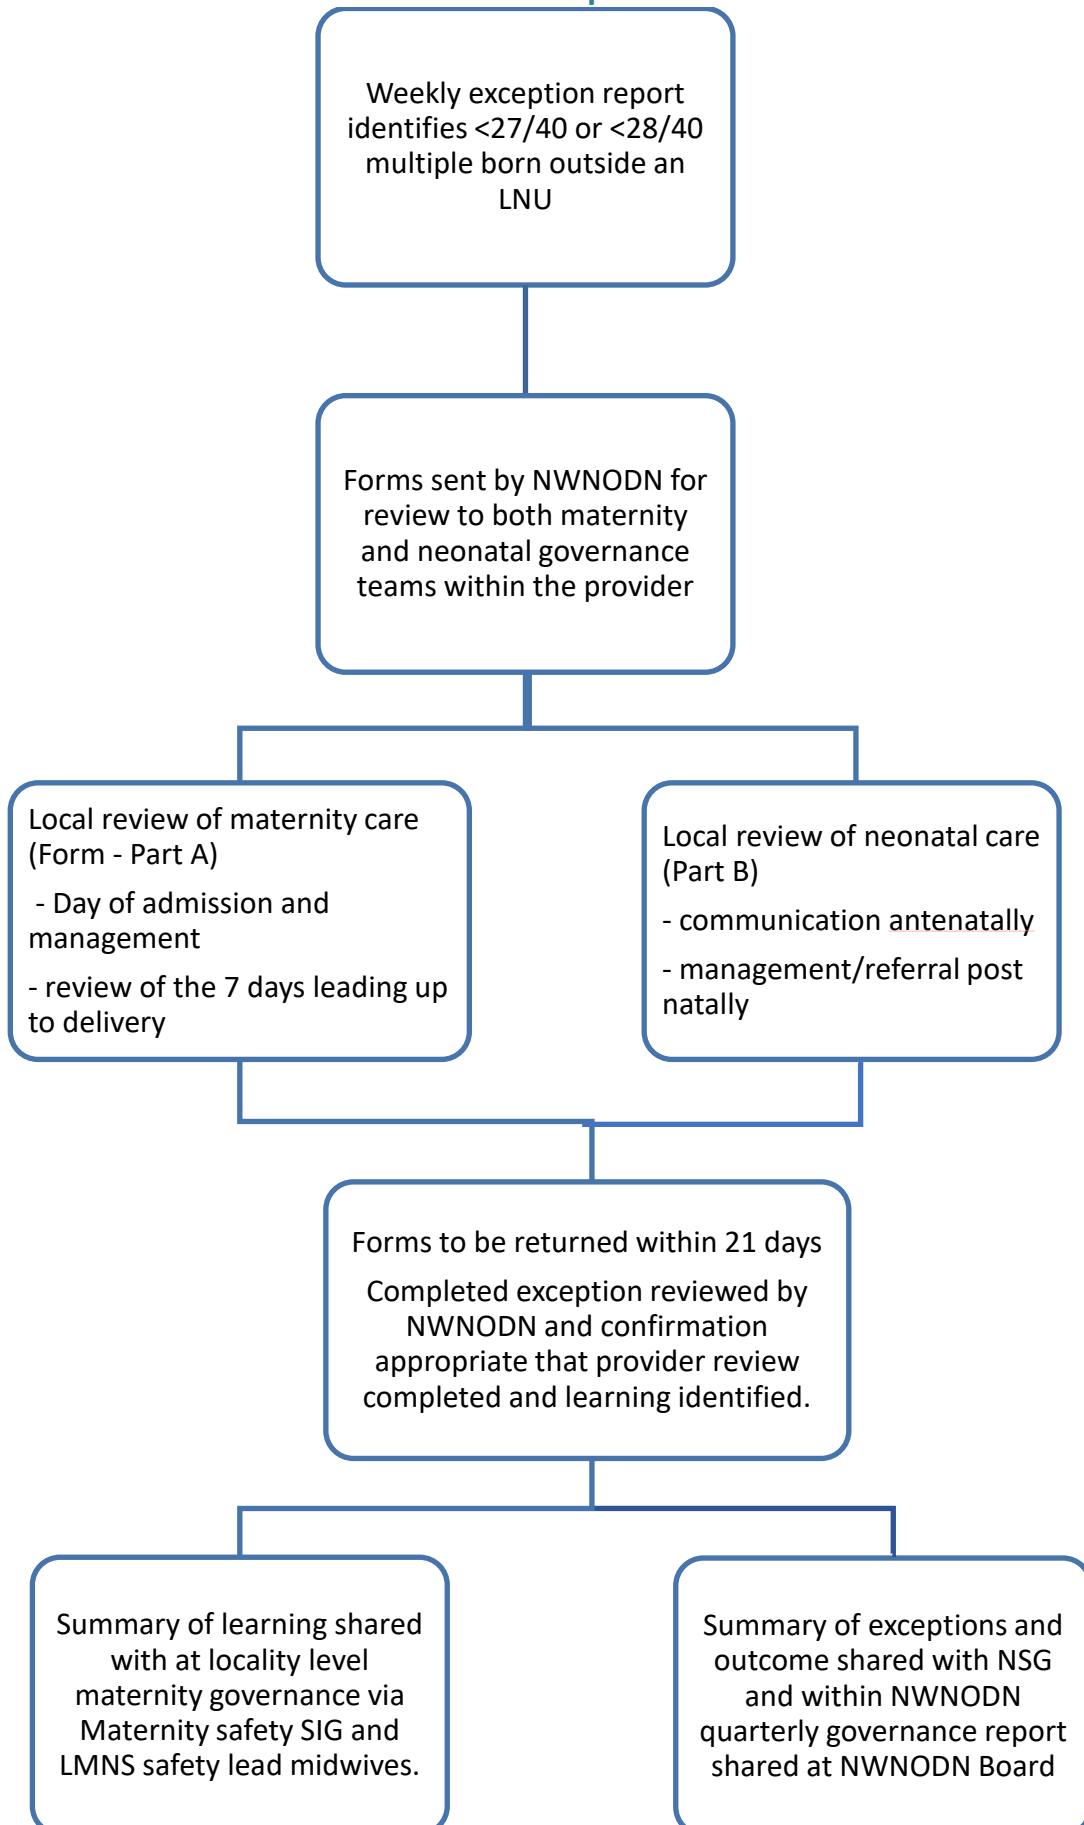 Weekly exception report
identifies <27/40 or <28/40
multiple born outside an
LNU
Forms sent by NWNODN for
review to both maternity
and neonatal governance
teams within the provider
Local review of maternity care
(Form - Part A)
- Day of admission and
management
- review of the 7 days leading up
to delivery
Local review of neonatal care
(Part B)
- communication antenatally
- management/referral post
natally
Forms to be returned within 21 days
Completed exception reviewed by
NWNODN and confirmation
appropriate that provider review
completed and learning identified.
Summary of learning shared
with at locality level
maternity governance via
Maternity safety SIG and
LMNS safety lead midwives.
Summary of exceptions and
outcome shared with NSG
and within NWNODN
quarterly governance report
shared at NWNODN Board